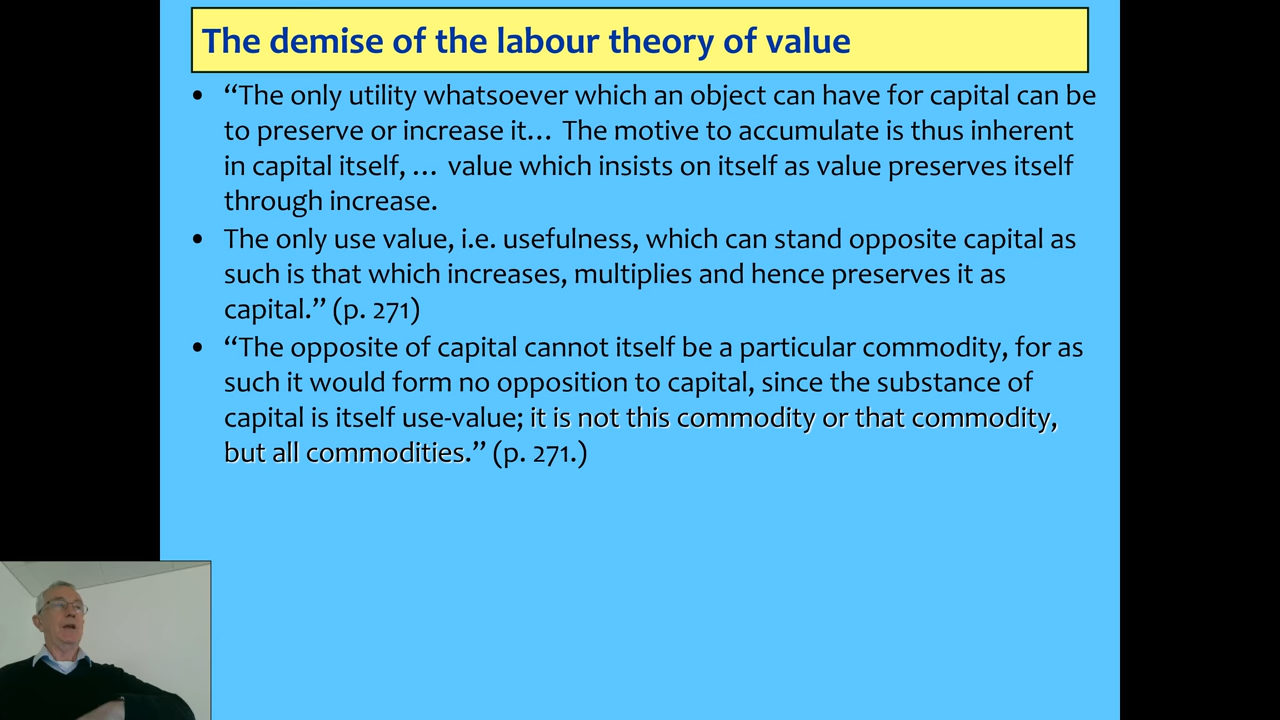 The demise of the labour theory of value
• “The only utility whatsoever which an object can have for capital can be
to preserve or increase it… The motive to accumulate is thus inherent
in capital itself, … value which insists on itself as value preserves itself
through increase.
• The only use value, i.e. usefulness, which can stand opposite capital as
such is that which increases, multiplies and hence preserves it as
capital.” (p. 271)
• “The opposite of capital cannot itself be a particular commodity, for as
such it would form no opposition to capital, since the substance of
capital is itself use-value; it is not this commodity or that commodity,
but all commodities.” (p. 271.)